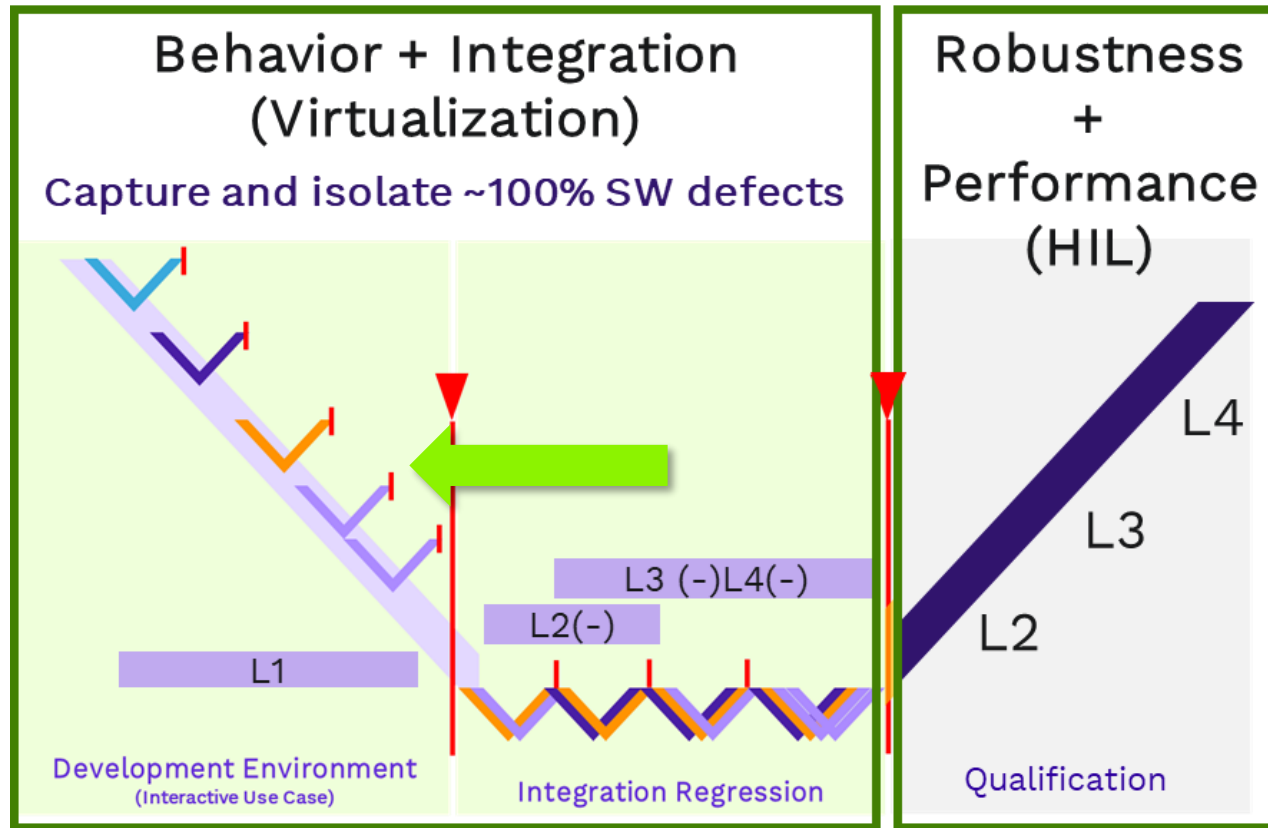 Behavior + Integration
(Virtualization)
Capture and isolate ~100% SW defects
Robustness
+
Performance
(HIL)
L4
L3
L2
L3 (-)L4(-)
L2(-)
L1
Development Environment
(Interactive Use Case)
Integration Regression
Qualification